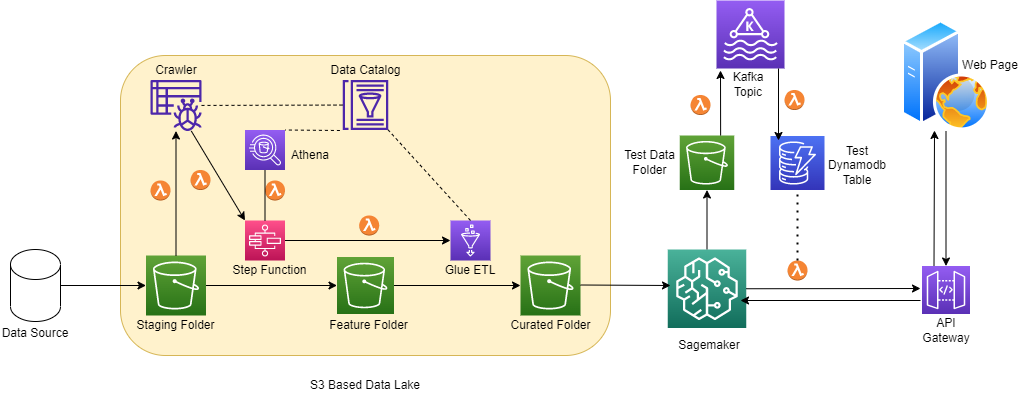 Kafka
Topic
Web Page
Crawler
Data Catalog
Athena
Test Data
Folder
Test
Dynamodb
Table
Step Function
Glue ETL
Data Source
Staging Folder
Feature Folder
Curated Folder
Sagemaker
API
Gateway
S3 Based Data Lake
K
λ
λ
λ
λ
λ
λ
λ